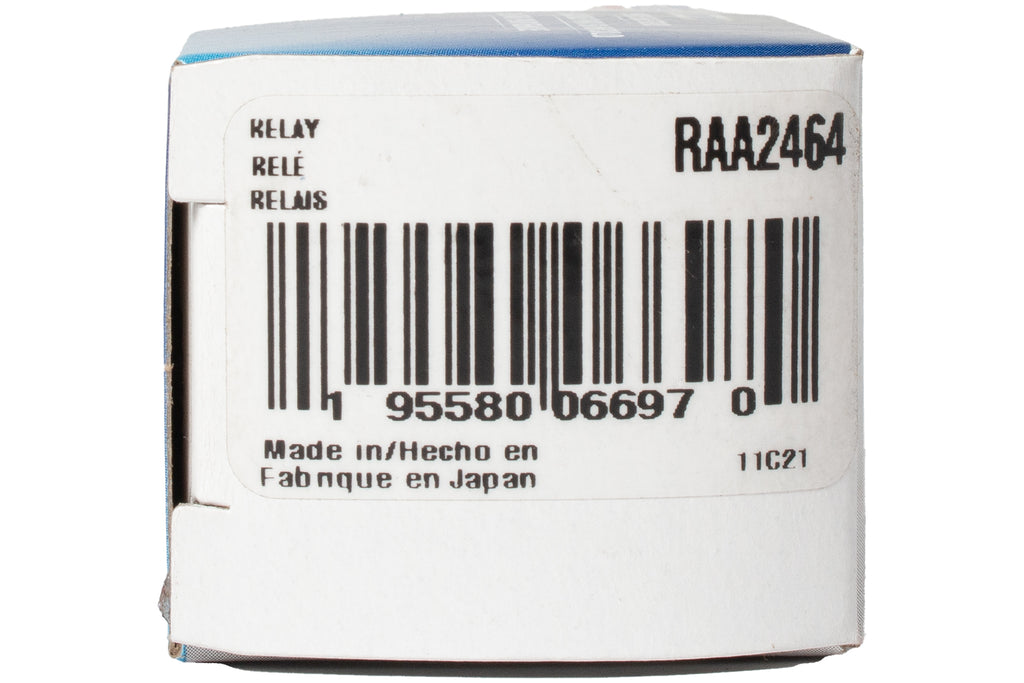 RELAY
RELÉ
RELAIS
RAA2464
1 95580 06697 0
Made in/Hecho en
Fabrique en Japan
11C21